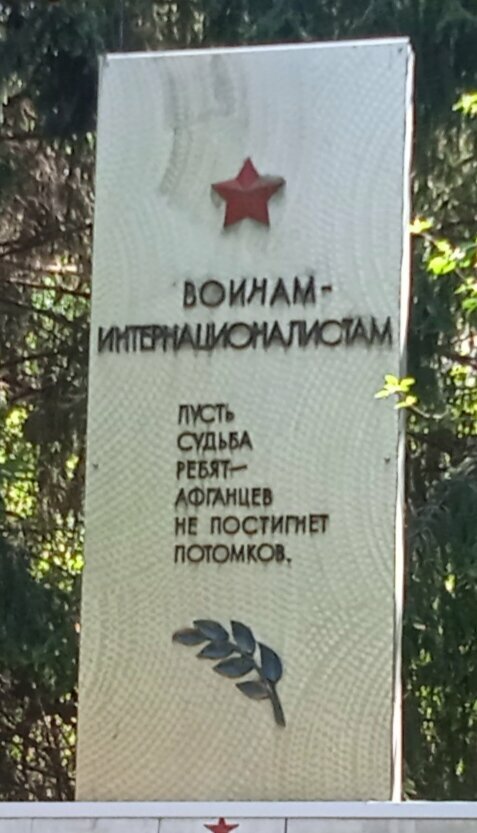 ВОИНАМ-
ИНТЕРНАЦИОНАЛИСТАМ
ПУСТЬ
СУДЬБА
РЕБЯТ—
АФГАНЦЕВ
НЕ ПОСТИГНЕТ
ПОТОМКОВ.